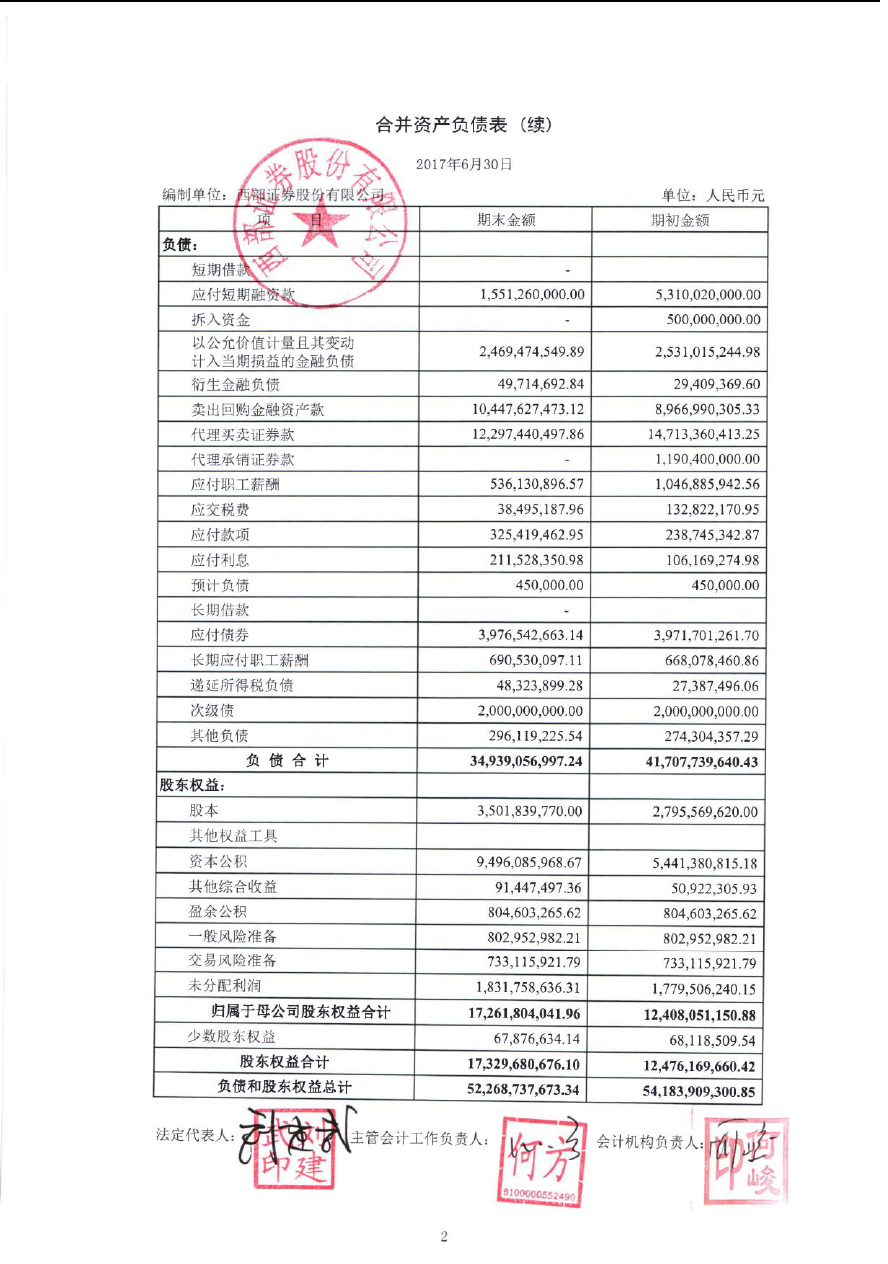 合并资产负债表（续）
2017年6月30日
编制单位：西部证券股份有限公司 单位：人民币元
项 目 期末金额 期初金额
负债：
短期借款 -
应付短期融资款 1,551,260,000.00 5,310,020,000.00
拆入资金 - 500,000,000.00
以公允价值计量且其变动
计入当期损益的金融负债 2,469,474,549.89 2,531,015,244.98
衍生金融负债 49,714,692.84 29,409,369.60
卖出回购金融资产款 10,447,627,473.12 8,966,990,305.33
代理买卖证券款 12,297,440,497.86 14,713,360,413.25
代理承销证券款 - 1,190,400,000.00
应付职工薪酬 536,130,896.57 1,046,885,942.56
应交税费 38,495,187.96 132,822,170.95
应付款项 325,419,462.95 238,745,342.87
应付利息 211,528,350.98 106,169,274.98
预计负债 450,000.00 450,000.00
长期借款 -
应付债券 3,976,542,663.14 3,971,701,261.70
长期应付职工薪酬 690,530,097.11 668,078,460.86
递延所得税负债 48,323,899.28 27,387,496.06
次级债 2,000,000,000.00 2,000,000,000.00
其他负债 296,119,225.54 274,304,357.29
负 债 合 计 34,939,056,997.24 41,707,739,640.43
股东权益：
股本 3,501,839,770.00 2,795,569,620.00
其他权益工具
资本公积 9,496,085,968.67 5,441,380,815.18
其他综合收益 91,447,497.36 50,922,305.93
盈余公积 804,603,265.62 804,603,265.62
一般风险准备 802,952,982.21 802,952,982.21
交易风险准备 733,115,921.79 733,115,921.79
未分配利润 1,831,758,636.31 1,779,506,240.15
归属于母公司股东权益合计 17,261,804,041.96 12,408,051,150.88
少数股东权益 67,876,634.14 68,118,509.54
股东权益合计 17,329,680,676.10 12,476,169,660.42
负债和股东权益总计 52,268,737,673.34 54,183,909,300.85
法定代表人： 主管会计工作负责人： 会计机构负责人：
西部证券股份有限公司
刘建武印
何方
6100000552490
何峻印
2